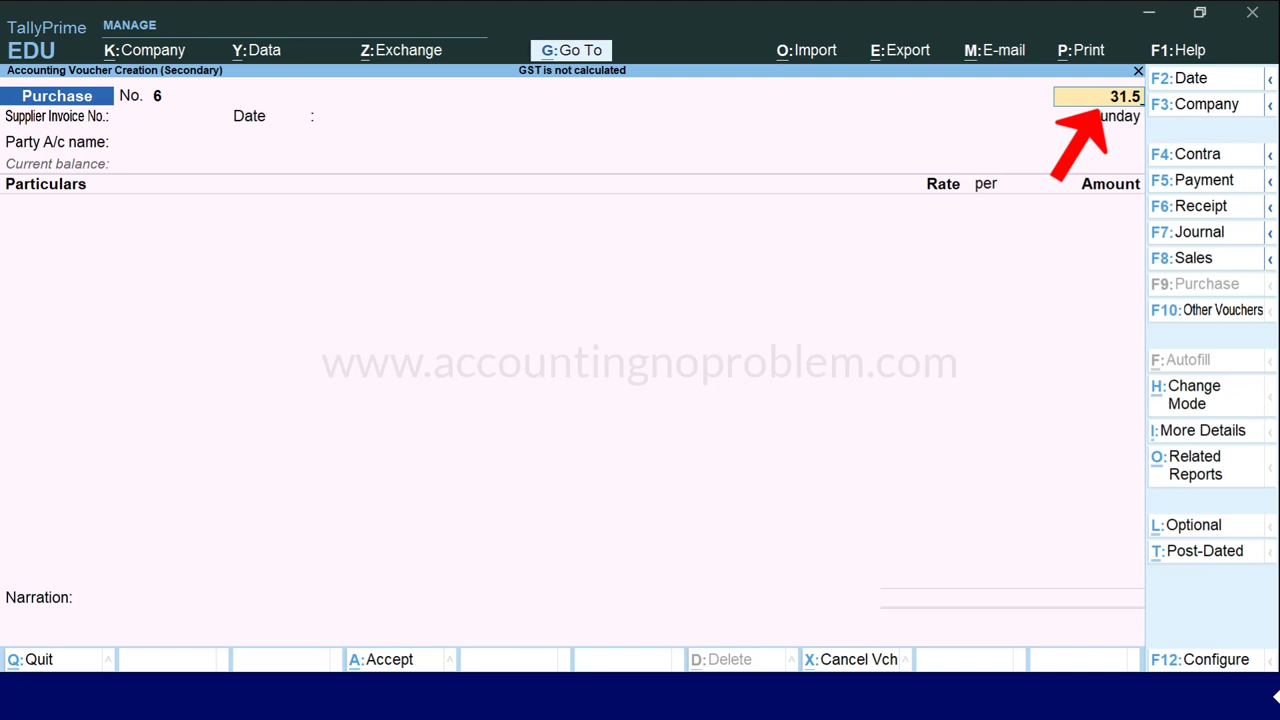 TallyPrime MANAGE
EDU K:Company Y:Data Z:Exchange G:Go To O:Import E:Export M:E-mail P:Print F1:Help
Accounting Voucher Creation (Secondary) GST is not calculated
Purchase No. 6 31.5
Supplier Invoice No.: Date : unday
Party A/c name:
Current balance:
Particulars Rate per Amount
www.accountingnoproblem.com
Narration:
Q:Quit A:Accept D:Delete X:Cancel Vch F12:Configure
F2:Date
F3:Company
F4:Contra
F5:Payment
F6:Receipt
F7:Journal
F8:Sales
F9:Purchase
F10:Other Vouchers
F:Autofill
H:Change
Mode
I:More Details
O:Related
Reports
L:Optional
T:Post-Dated